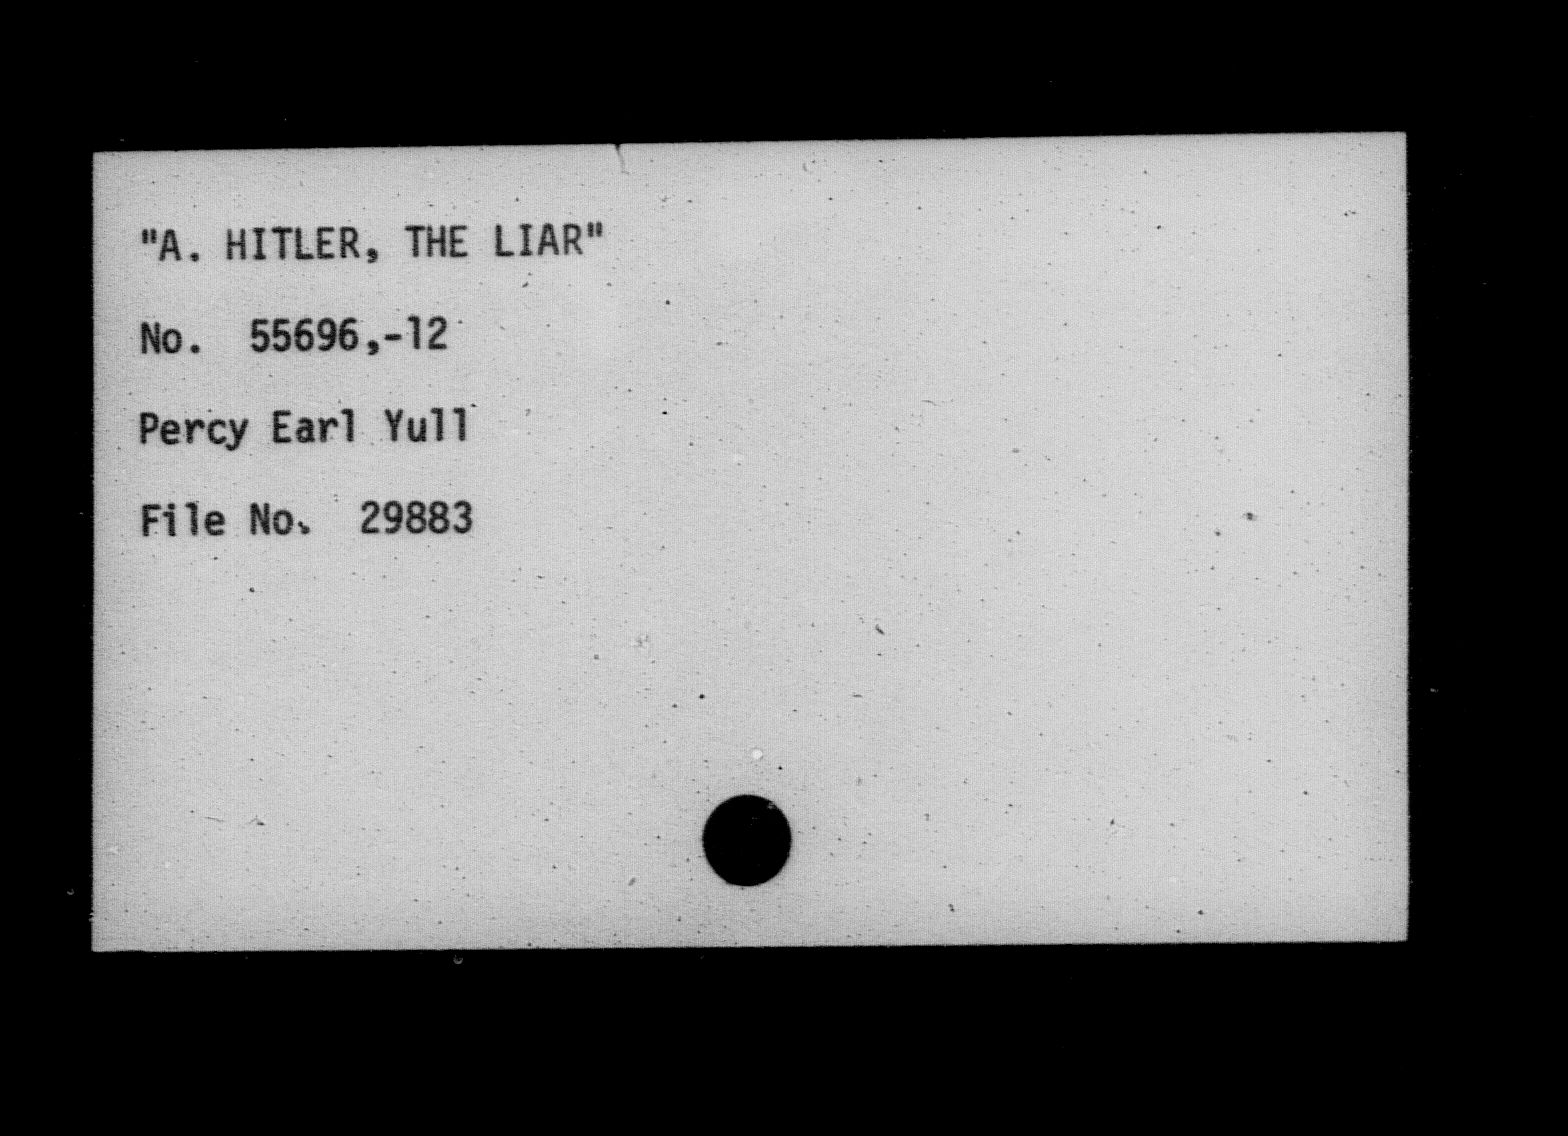 "A. HITLER, THE LIAR"
No. 55696,-12
Percy Earl Yull
File No. 29883